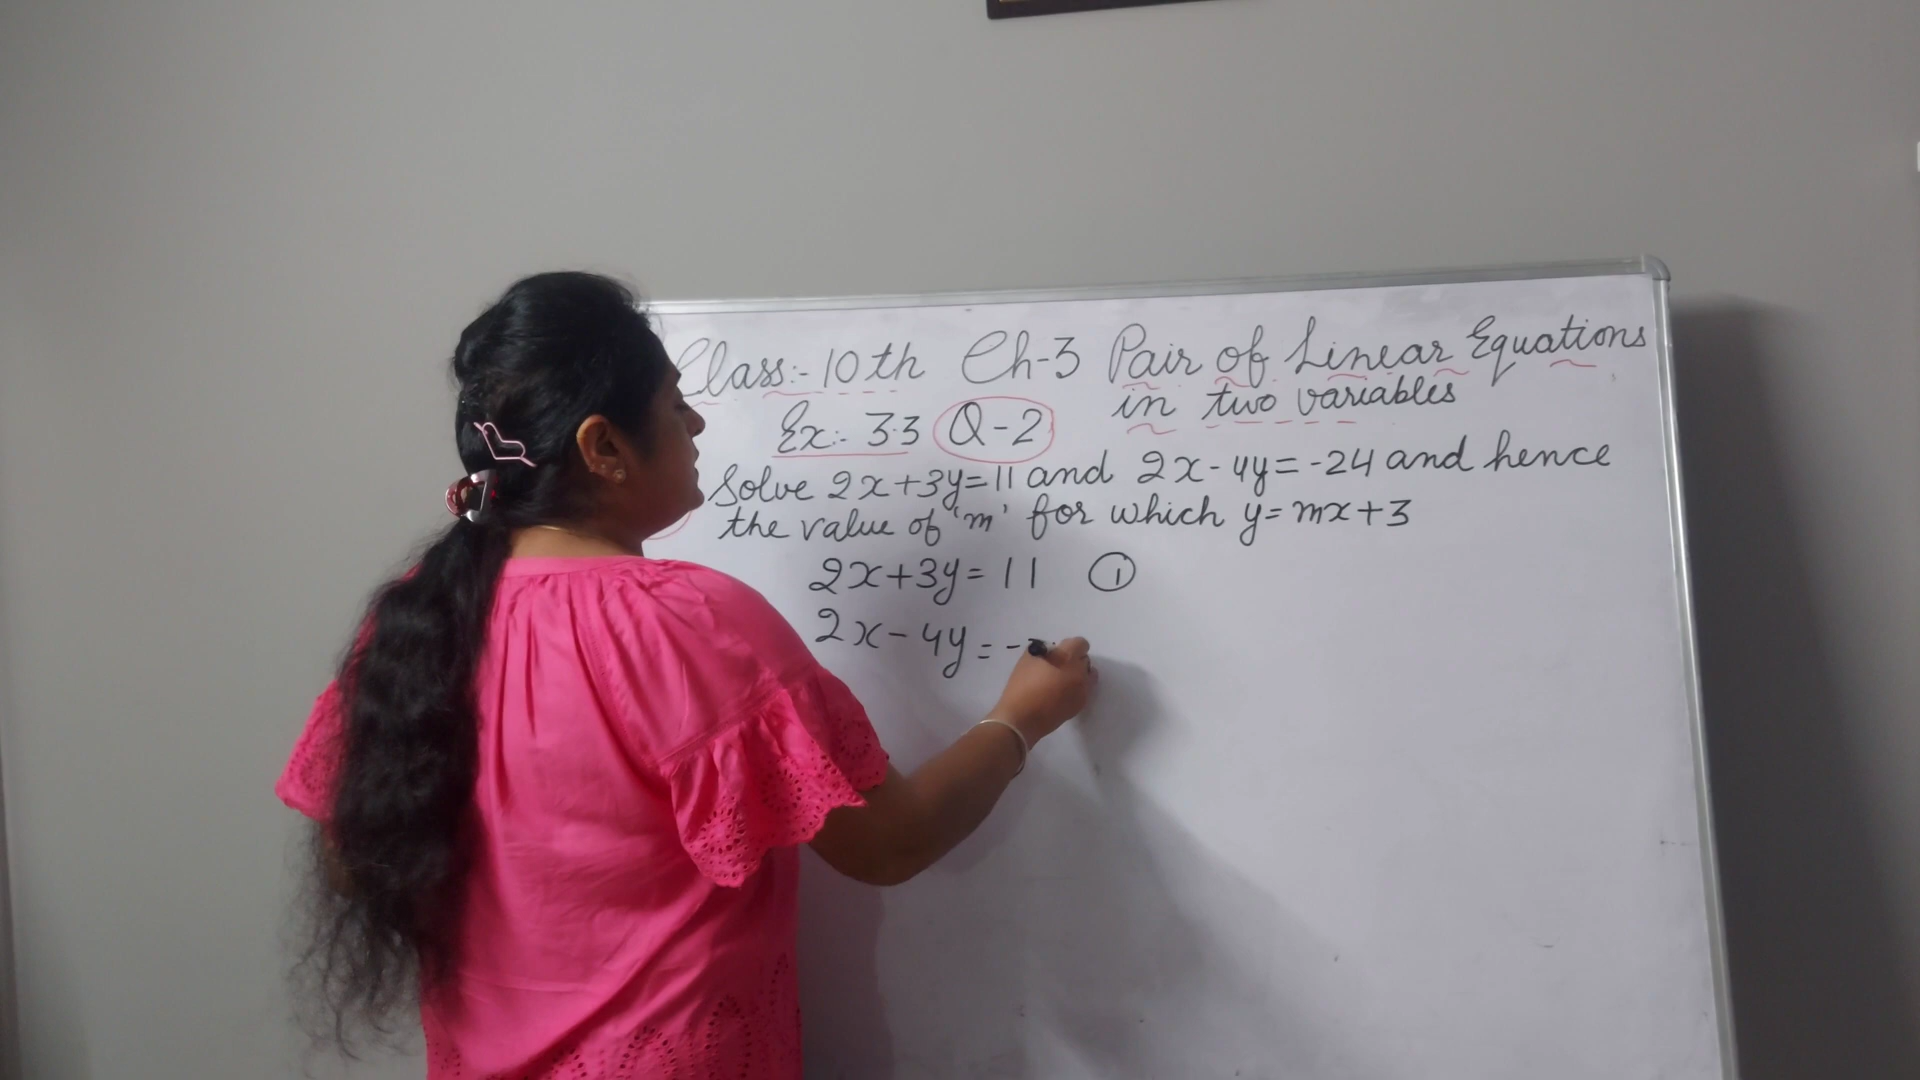 Class:- 10th Ch-3 Pair of Linear Equations
in two variables
Ex:- 3.3 Q-2
Solve 2x+3y=11 and 2x-4y=-24 and hence
the value of 'm' for which y=mx+3
2x+3y=11 1
2x-4y=-